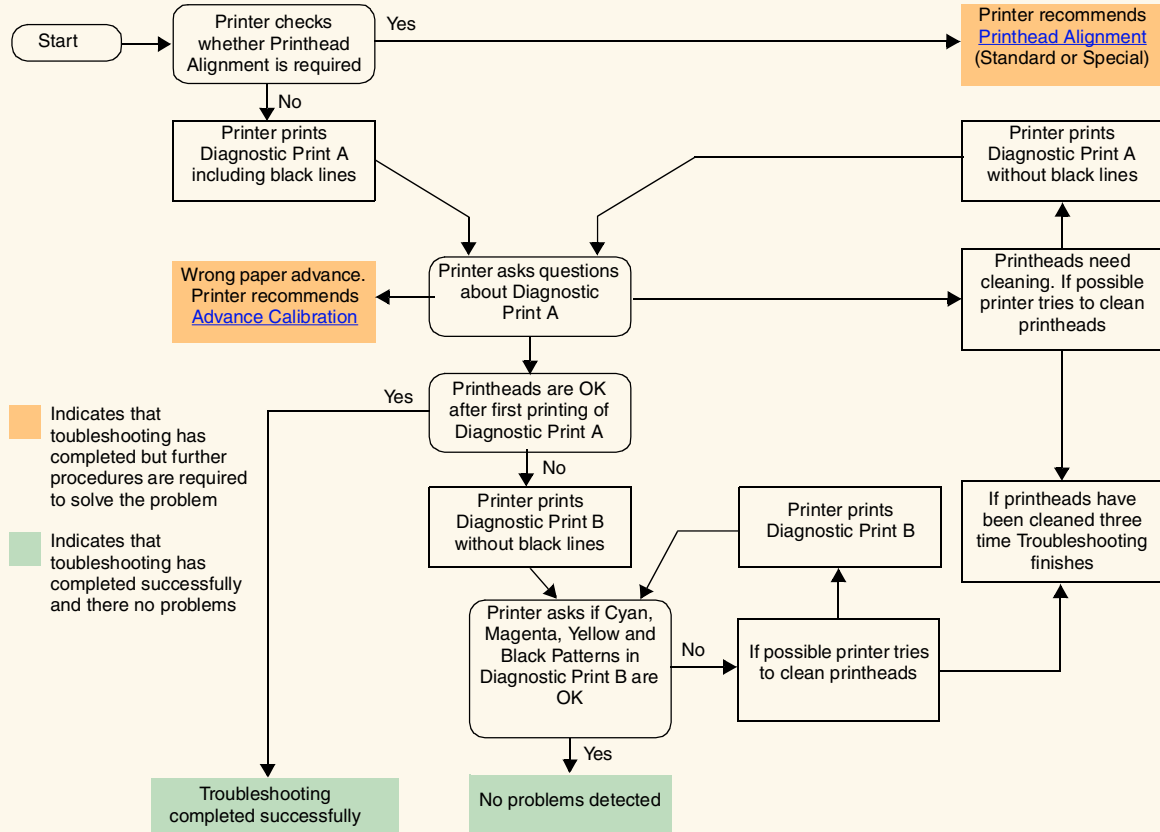 Start
Printer checks
whether Printhead
Alignment is required
Yes
Printer recommends
Printhead Alignment
(Standard or Special)
No
Printer prints
Diagnostic Print A
including black lines
Printer prints
Diagnostic Print A
without black lines
Wrong paper advance.
Printer recommends
Advance Calibration
Printer asks questions
about Diagnostic
Print A
Printheads need
cleaning. If possible
printer tries to clean
printheads
Yes
Printheads are OK
after first printing of
Diagnostic Print A
No
Indicates that
toubleshooting has
completed but further
procedures are required
to solve the problem
Indicates that
toubleshooting has
completed successfully
and there no problems
Printer prints
Diagnostic Print B
without black lines
Printer prints
Diagnostic Print B
If printheads have
been cleaned three
time Troubleshooting
finishes
Printer asks if Cyan,
Magenta, Yellow and
Black Patterns in
Diagnostic Print B are
OK
No
If possible printer tries
to clean printheads
Yes
Troubleshooting
completed successfully
No problems detected